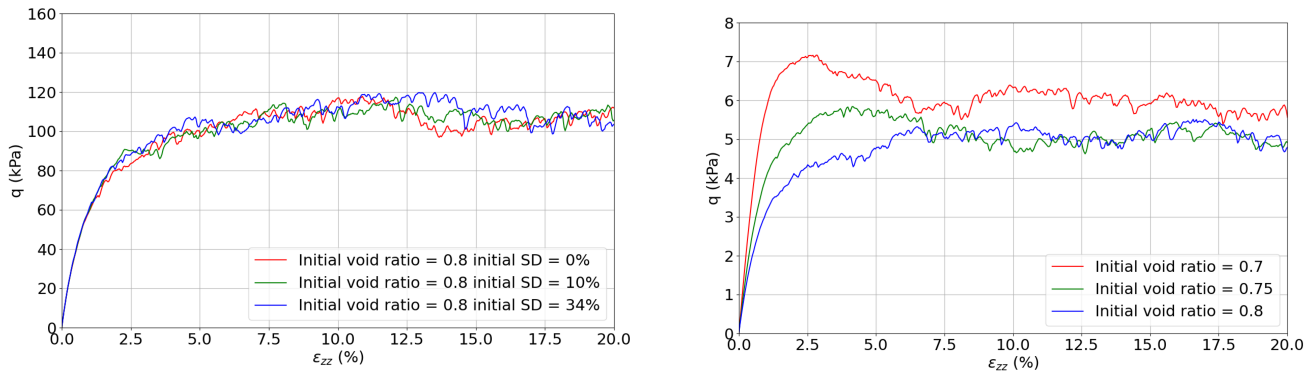 160
140
120
100
80
60
40
20
0
q (kPa)
Initial void ratio = 0.8 initial SD = 0%
Initial void ratio = 0.8 initial SD = 10%
Initial void ratio = 0.8 initial SD = 34%
0.0 2.5 5.0 7.5 10.0 12.5 15.0 17.5 20.0
εzz (%)
8
7
6
5
4
3
2
1
0
q (kPa)
Initial void ratio = 0.7
Initial void ratio = 0.75
Initial void ratio = 0.8
0.0 2.5 5.0 7.5 10.0 12.5 15.0 17.5 20.0
εzz (%)